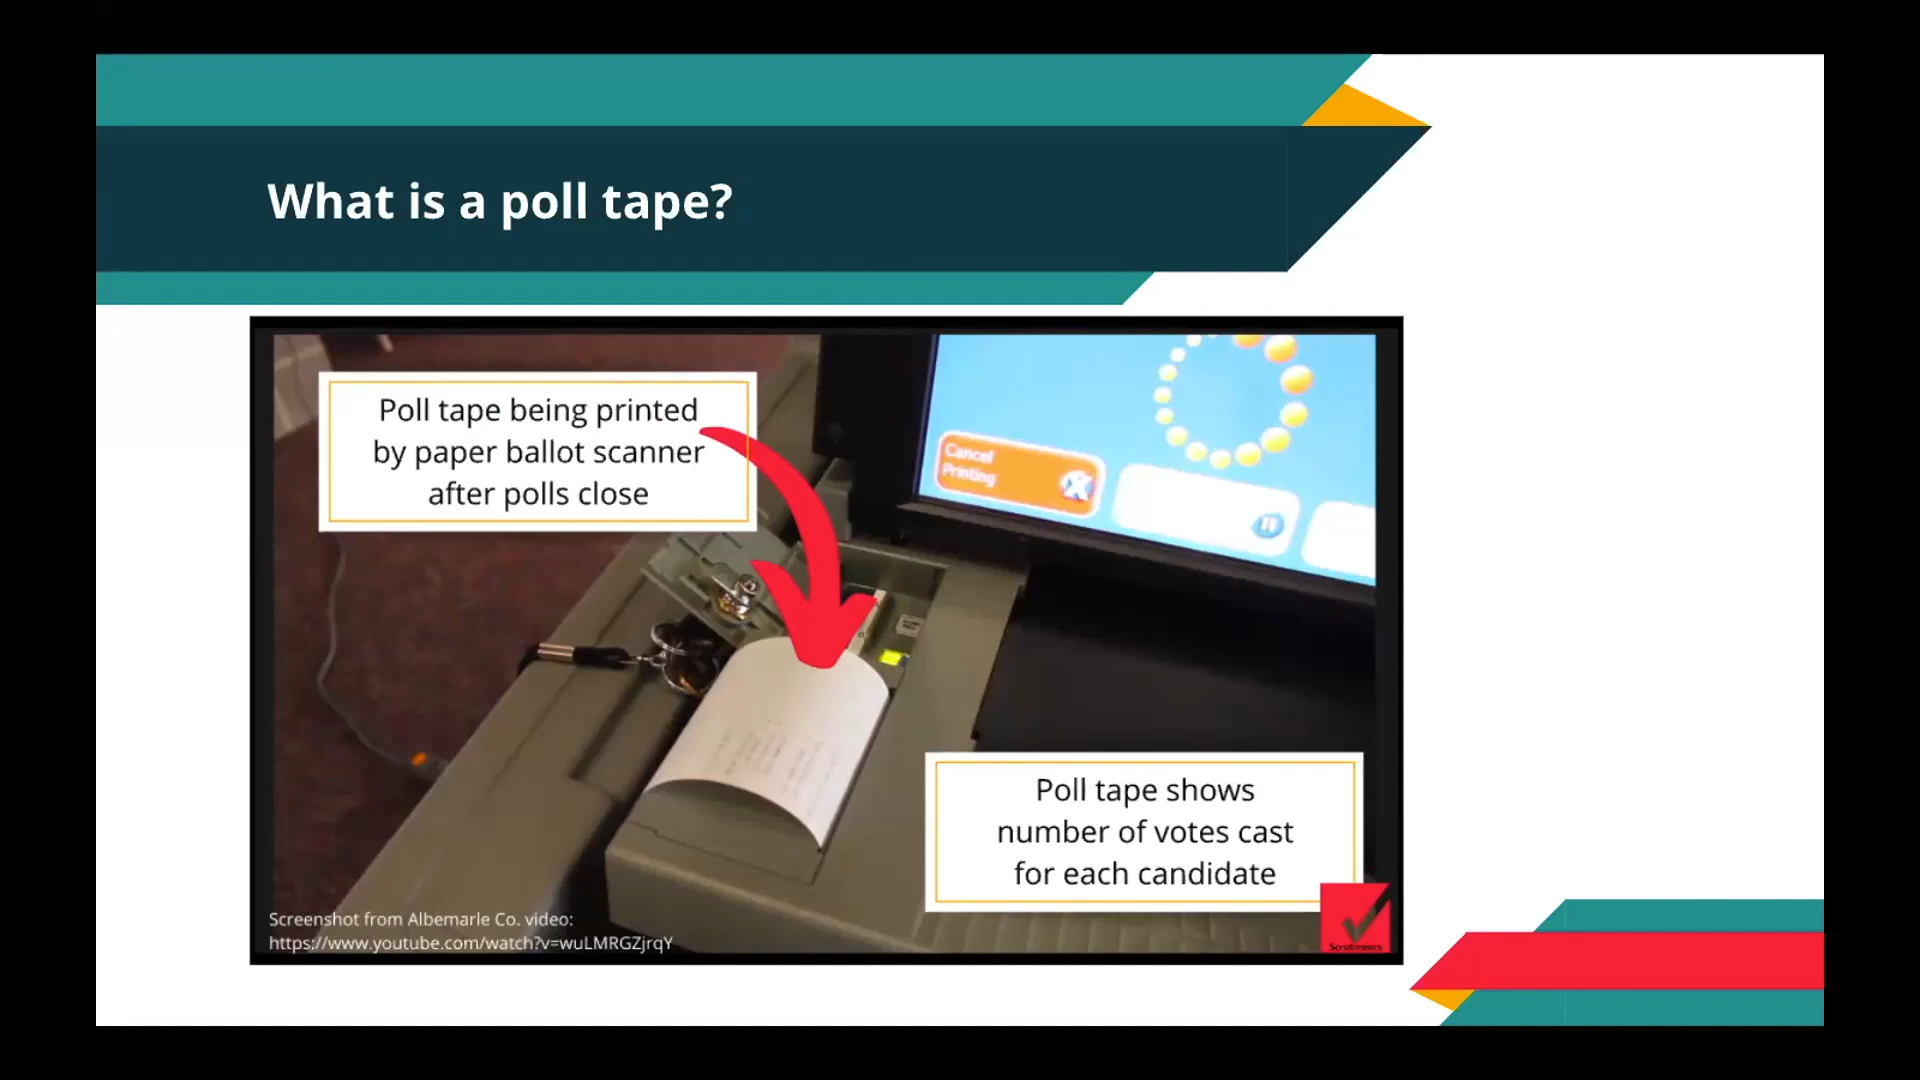 What is a poll tape?
Poll tape being printed
by paper ballot scanner
after polls close
Cancel
Printing
Poll tape shows
number of votes cast
for each candidate
Screenshot from Albemarle Co. video:
https://www.youtube.com/watch?v=wuLMRGZjrqY
Scrutineers